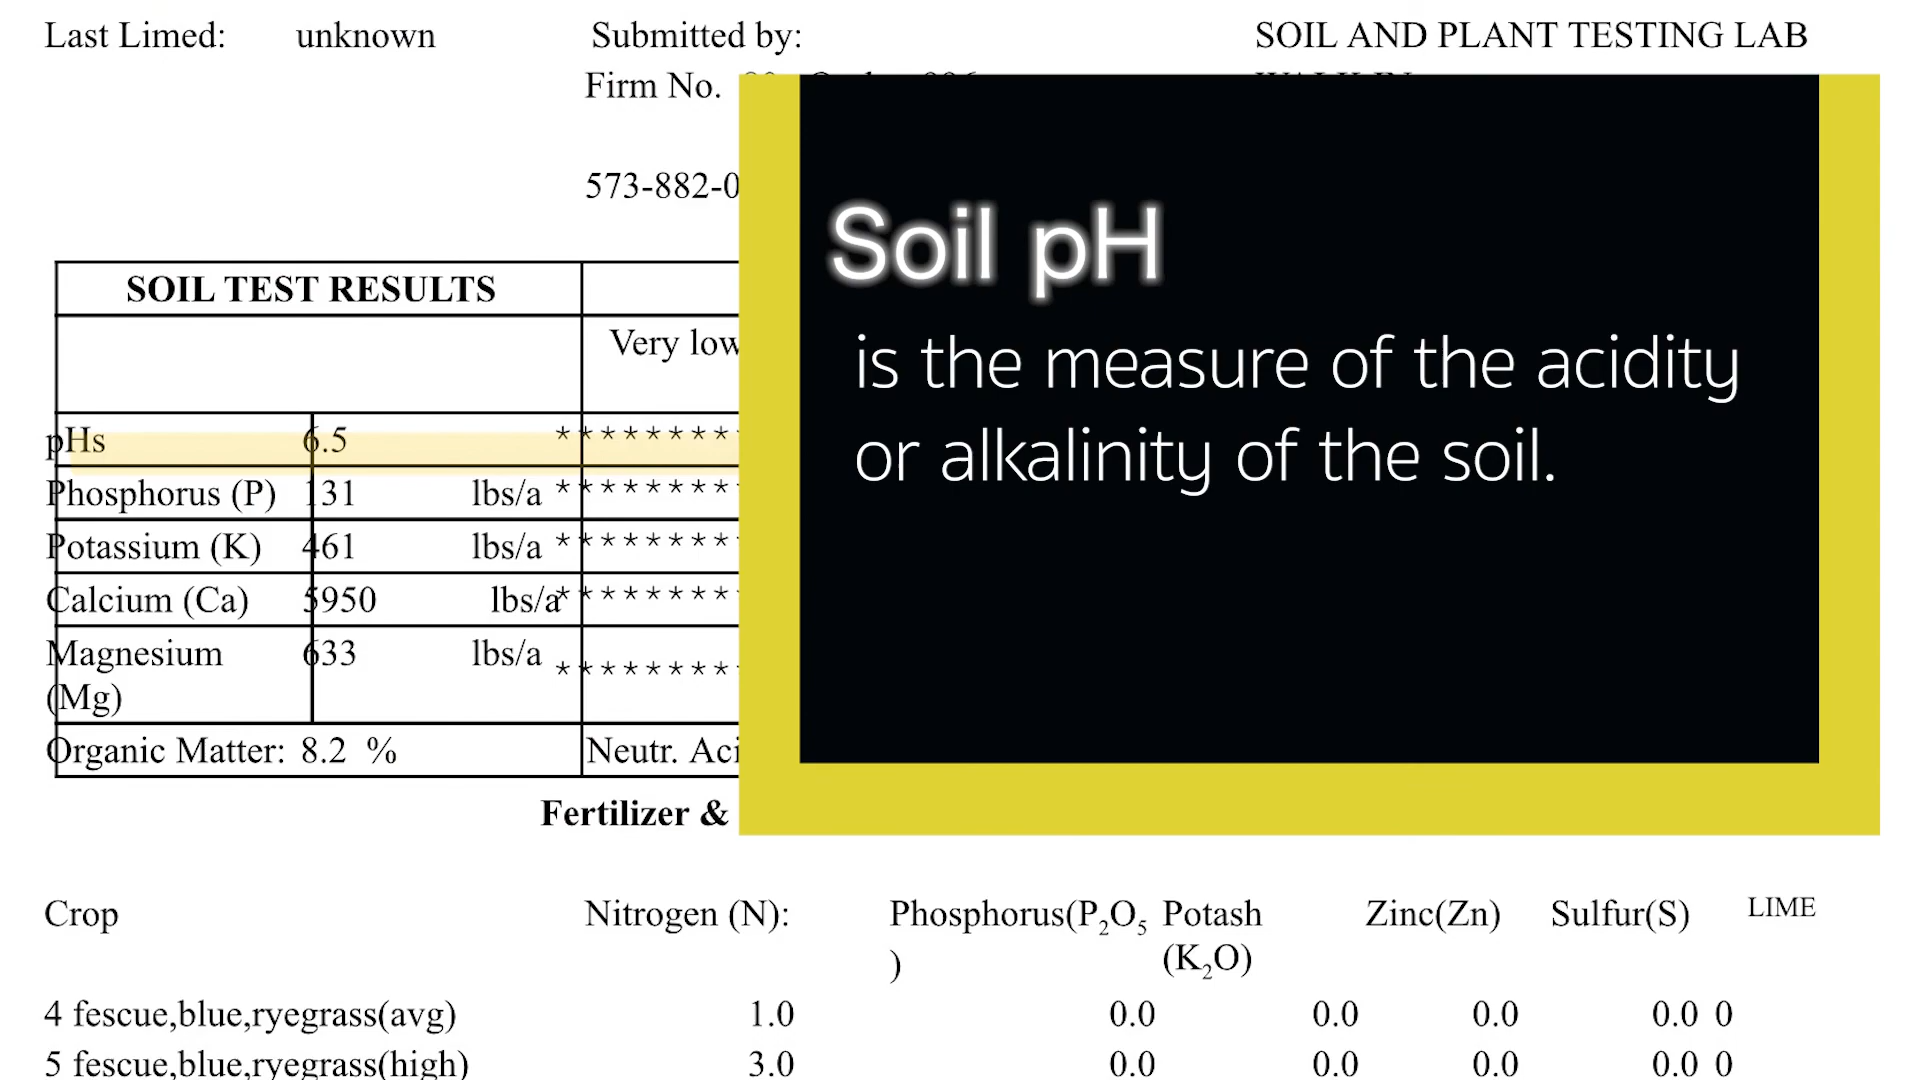 Last Limed: unknown Submitted by: SOIL AND PLANT TESTING LAB
Firm No.
573-882-0
Soil pH
is the measure of the acidity
or alkalinity of the soil.
SOIL TEST RESULTS
Very low
pHs 6.5 ********
Phosphorus (P) 131 lbs/a ********
Potassium (K) 461 lbs/a ********
Calcium (Ca) 5950 lbs/a ********
Magnesium 633 lbs/a ********
(Mg)
Organic Matter: 8.2 % Neutr. Aci
Fertilizer &
Crop Nitrogen (N): Phosphorus(P₂O₅ Potash Zinc(Zn) Sulfur(S) LIME
) (K₂O)
4 fescue,blue,ryegrass(avg) 1.0 0.0 0.0 0.0 0.0 0
5 fescue,blue,ryegrass(high) 3.0 0.0 0.0 0.0 0.0 0